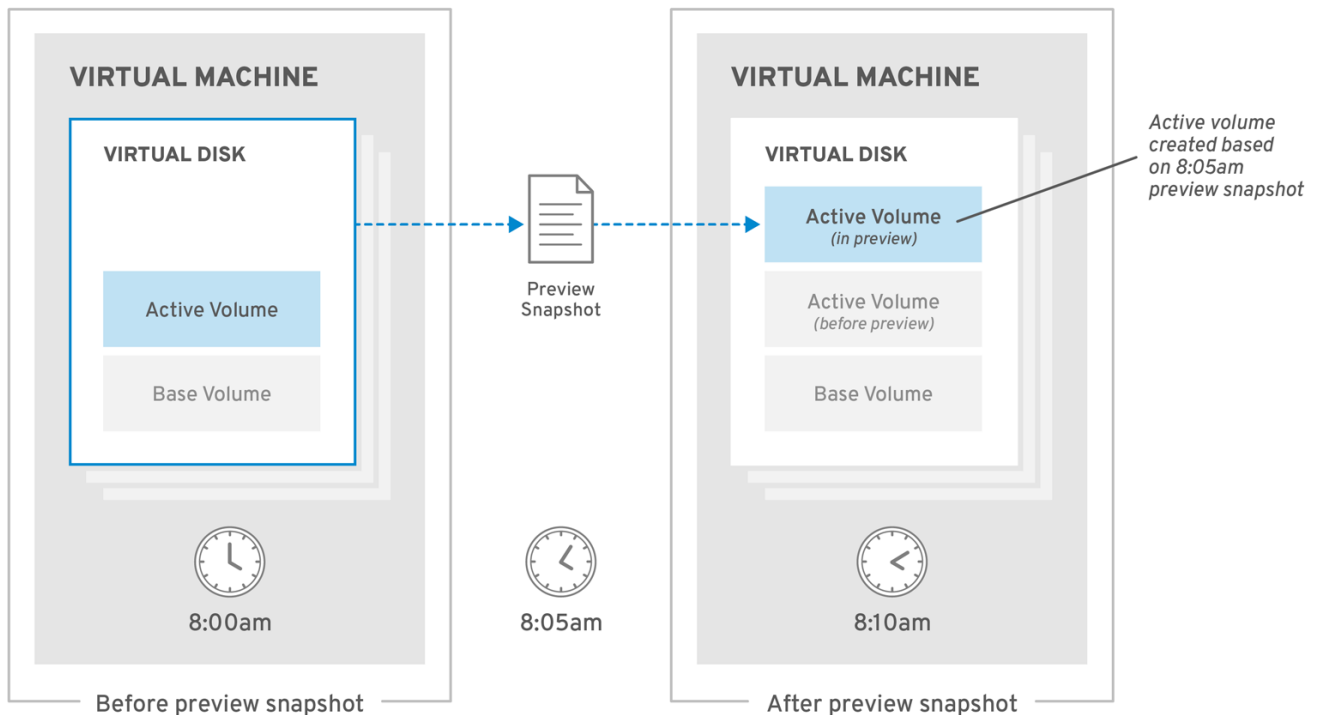 VIRTUAL MACHINE
VIRTUAL DISK
Active Volume
Base Volume
8:00am
Before preview snapshot
Preview
Snapshot
8:05am
VIRTUAL MACHINE
VIRTUAL DISK
Active Volume
(in preview)
Active Volume
(before preview)
Base Volume
8:10am
After preview snapshot
Active volume
created based
on 8:05am
preview snapshot